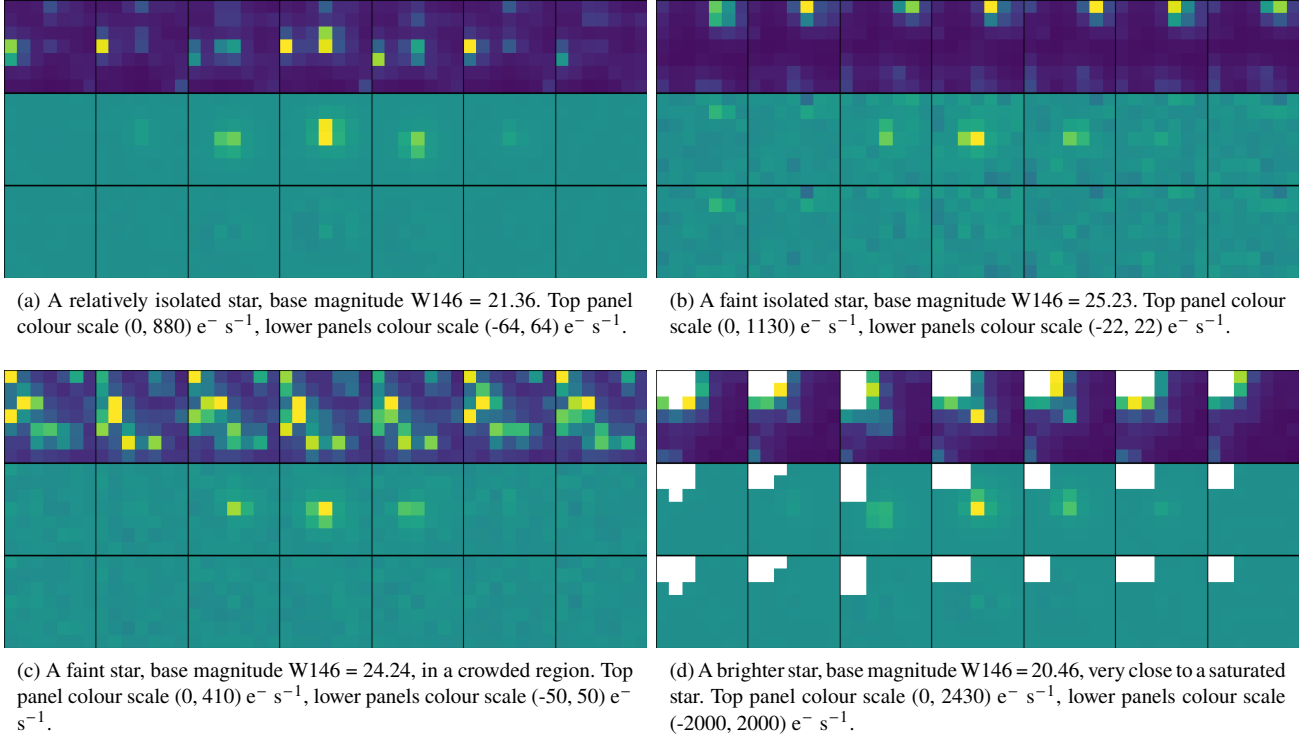 (a) A relatively isolated star, base magnitude W146 = 21.36. Top panel
colour scale (0, 880) e⁻ s⁻¹, lower panels colour scale (-64, 64) e⁻ s⁻¹.
(b) A faint isolated star, base magnitude W146 = 25.23. Top panel colour
scale (0, 1130) e⁻ s⁻¹, lower panels colour scale (-22, 22) e⁻ s⁻¹.
(c) A faint star, base magnitude W146 = 24.24, in a crowded region. Top
panel colour scale (0, 410) e⁻ s⁻¹, lower panels colour scale (-50, 50) e⁻
s⁻¹.
(d) A brighter star, base magnitude W146 = 20.46, very close to a saturated
star. Top panel colour scale (0, 2430) e⁻ s⁻¹, lower panels colour scale
(-2000, 2000) e⁻ s⁻¹.